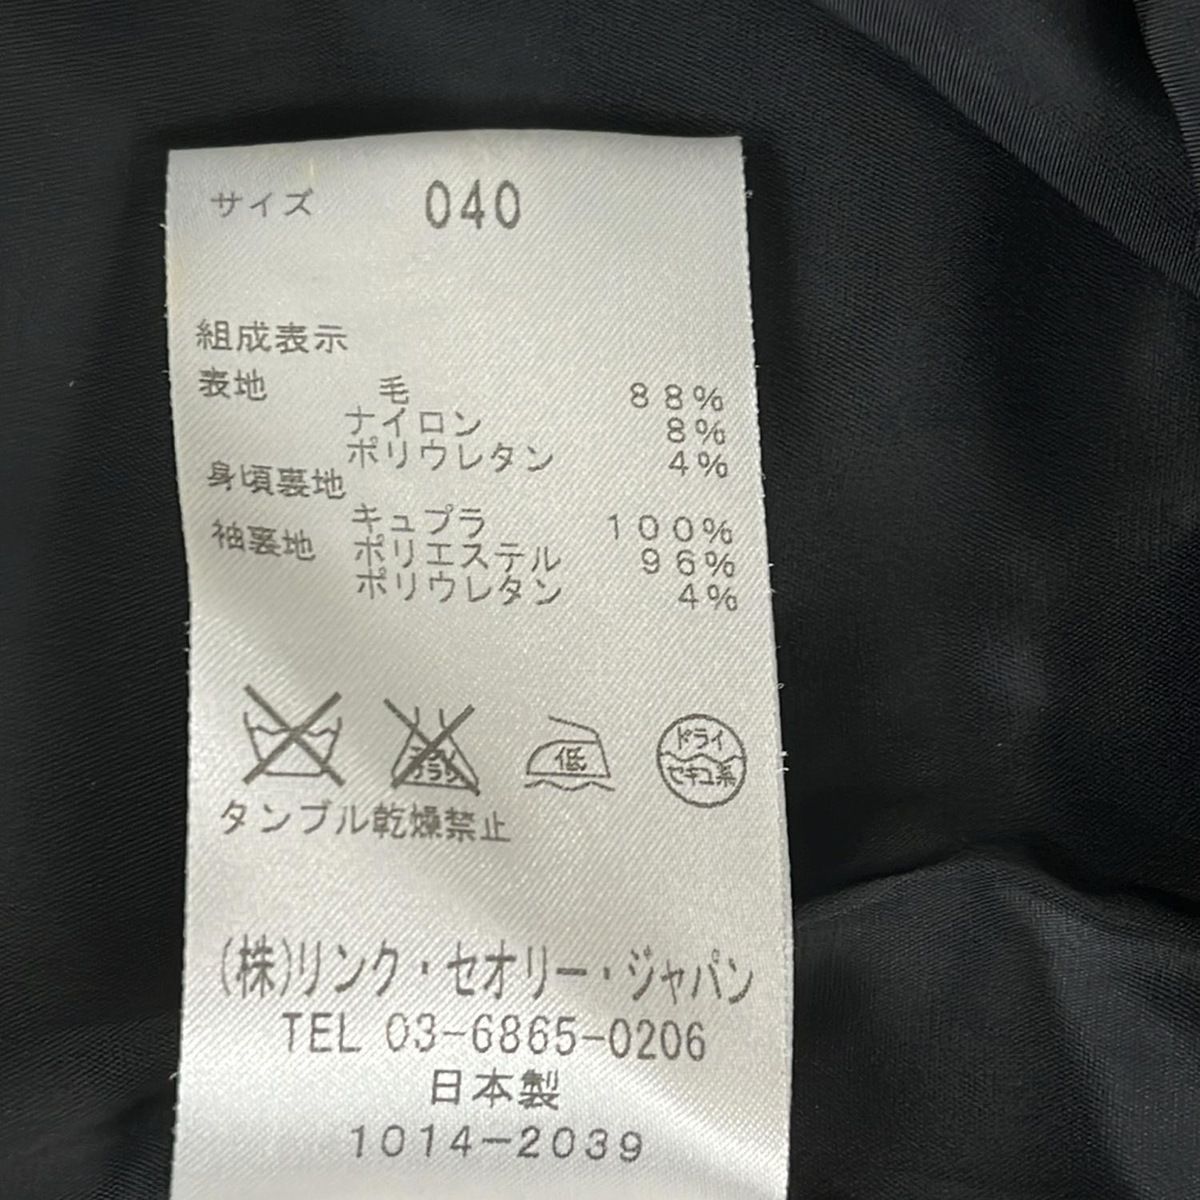 サイズ 040
組成表示
表地 毛 88%
ナイロン 8%
ポリウレタン 4%
身頃裏地
キュプラ 100%
袖裏地 ポリエステル 96%
ポリウレタン 4%
低
ドライ
セキユ系
タンブル乾燥禁止
(株)リンク・セオリー・ジャパン
TEL 03-6865-0206
日本製
1014-2039